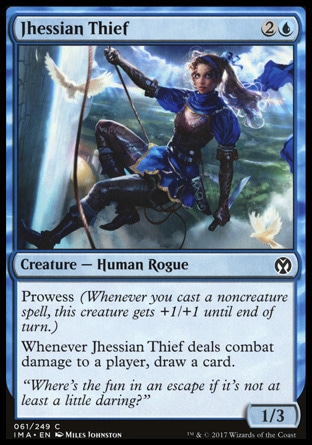 Jhessian Thief 2
Creature — Human Rogue
Prowess (Whenever you cast a noncreature
spell, this creature gets +1/+1 until end of
turn.)
Whenever Jhessian Thief deals combat
damage to a player, draw a card.
“Where's the fun in an escape if it's not at
least a little daring?”
1/3
061/249 C
IMA • EN Miles Johnston
™ & © 2017 Wizards of the Coast